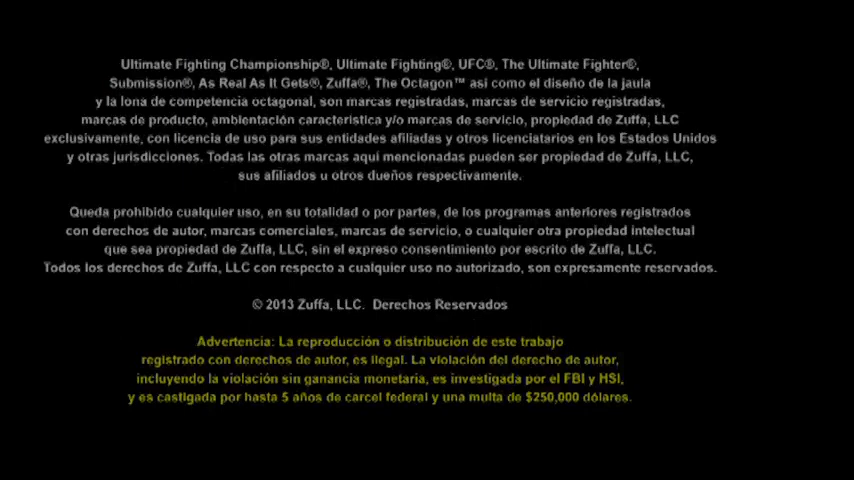 Ultimate Fighting Championship®, Ultimate Fighting®, UFC®, The Ultimate Fighter®,
Submission®, As Real As It Gets®, Zuffa®, The Octagon™ así como el diseño de la jaula
y la lona de competencia octagonal, son marcas registradas, marcas de servicio registradas,
marcas de producto, ambientación característica y/o marcas de servicio, propiedad de Zuffa, LLC
exclusivamente, con licencia de uso para sus entidades afiliadas y otros licenciatarios en los Estados Unidos
y otras jurisdicciones. Todas las otras marcas aquí mencionadas pueden ser propiedad de Zuffa, LLC,
sus afiliados u otros dueños respectivamente.
Queda prohibido cualquier uso, en su totalidad o por partes, de los programas anteriores registrados
con derechos de autor, marcas comerciales, marcas de servicio, o cualquier otra propiedad intelectual
que sea propiedad de Zuffa, LLC, sin el expreso consentimiento por escrito de Zuffa, LLC.
Todos los derechos de Zuffa, LLC con respecto a cualquier uso no autorizado, son expresamente reservados.
© 2013 Zuffa, LLC. Derechos Reservados
Advertencia: La reproducción o distribución de este trabajo
registrado con derechos de autor, es ilegal. La violación del derecho de autor,
incluyendo la violación sin ganancia monetaria, es investigada por el FBI y HSI,
y es castigada por hasta 5 años de carcel federal y una multa de $250,000 dólares.